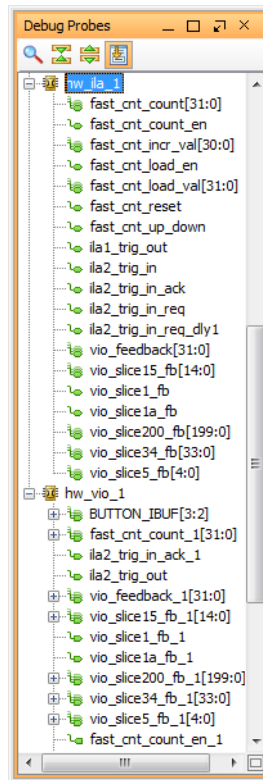 Debug Probes
hw_ila_1
fast_cnt_count[31:0]
fast_cnt_count_en
fast_cnt_incr_val[30:0]
fast_cnt_load_en
fast_cnt_load_val[31:0]
fast_cnt_reset
fast_cnt_up_down
ila1_trig_out
ila2_trig_in
ila2_trig_in_ack
ila2_trig_in_req
ila2_trig_in_req_dly1
vio_feedback[31:0]
vio_slice15_fb[14:0]
vio_slice1_fb
vio_slice1a_fb
vio_slice200_fb[199:0]
vio_slice34_fb[33:0]
vio_slice5_fb[4:0]
hw_vio_1
BUTTON_IBUF[3:2]
fast_cnt_count_1[31:0]
ila2_trig_in_ack_1
ila2_trig_out
vio_feedback_1[31:0]
vio_slice15_fb_1[14:0]
vio_slice1_fb_1
vio_slice1a_fb_1
vio_slice200_fb_1[199:0]
vio_slice34_fb_1[33:0]
vio_slice5_fb_1[4:0]
fast_cnt_count_en_1